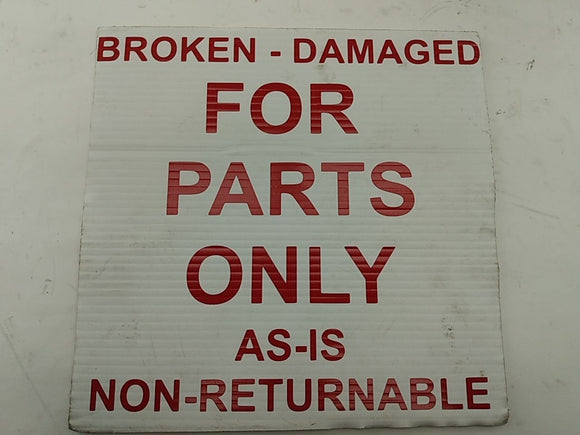 BROKEN - DAMAGED
FOR
PARTS
ONLY
AS-IS
NON-RETURNABLE